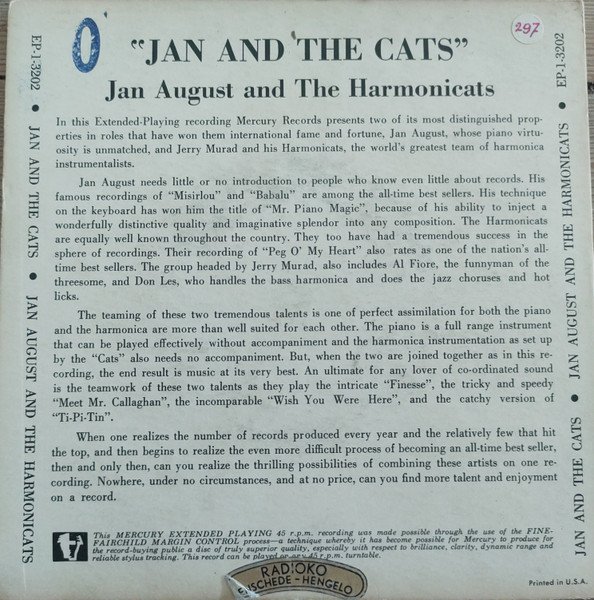 "JAN AND THE CATS"
297
Jan August and The Harmonicats
EP-1-3202 • JAN AND THE CATS • JAN AUGUST AND THE HARMONICATS
In this Extended-Playing recording Mercury Records presents two of its most distinguished prop-
erties in roles that have won them international fame and fortune, Jan August, whose piano virtu-
osity is unmatched, and Jerry Murad and his Harmonicats, the world's greatest team of harmonica
instrumentalists.
Jan August needs little or no introduction to people who know even little about records. His
famous recordings of "Misirlou" and "Babalu" are among the all-time best sellers. His technique
on the keyboard has won him the title of "Mr. Piano Magic", because of his ability to inject a
wonderfully distinctive quality and imaginative splendor into any composition. The Harmonicats
are equally well known throughout the country. They too have had a tremendous success in the
sphere of recordings. Their recording of "Peg O' My Heart" also rates as one of the nation's all-
time best sellers. The group headed by Jerry Murad, also includes Al Fiore, the funnyman of the
threesome, and Don Les, who handles the bass harmonica and does the jazz choruses and hot
licks.
The teaming of these two tremendous talents is one of perfect assimilation for both the piano
and the harmonica are more than well suited for each other. The piano is a full range instrument
that can be played effectively without accompaniment and the harmonica instrumentation as set up
by the "Cats" also needs no accompaniment. But, when the two are joined together as in this re-
cording, the end result is music at its very best. An ultimate for any lover of co-ordinated sound
is the teamwork of these two talents as they play the intricate "Finesse", the tricky and speedy
"Meet Mr. Callaghan", the incomparable "Wish You Were Here", and the catchy version of
"Ti-Pi-Tin".
When one realizes the number of records produced every year and the relatively few that hit
the top, and then begins to realize the even more difficult process of becoming an all-time best seller,
then and only then, can you realize the thrilling possibilities of combining these artists on one re-
cording. Nowhere, under no circumstances, and at no price, can you find more talent and enjoyment
on a record.
JAN AND THE CATS • JAN AUGUST AND THE HARMONICATS • EP-1-3202
This MERCURY EXTENDED PLAYING 45 r.p.m. recording was made possible through the use of the FINE-
FAIRCHILD MARGIN CONTROL process—a technique whereby it has become possible for Mercury to produce for
the record-buying public a disc of truly superior quality, especially with respect to brilliance, clarity, dynamic range and
reliable stylus tracking. This record can be played on any 45 r.p.m. turntable.
RADIOKO
SCHEDE - HENGELO
Printed in U.S.A.